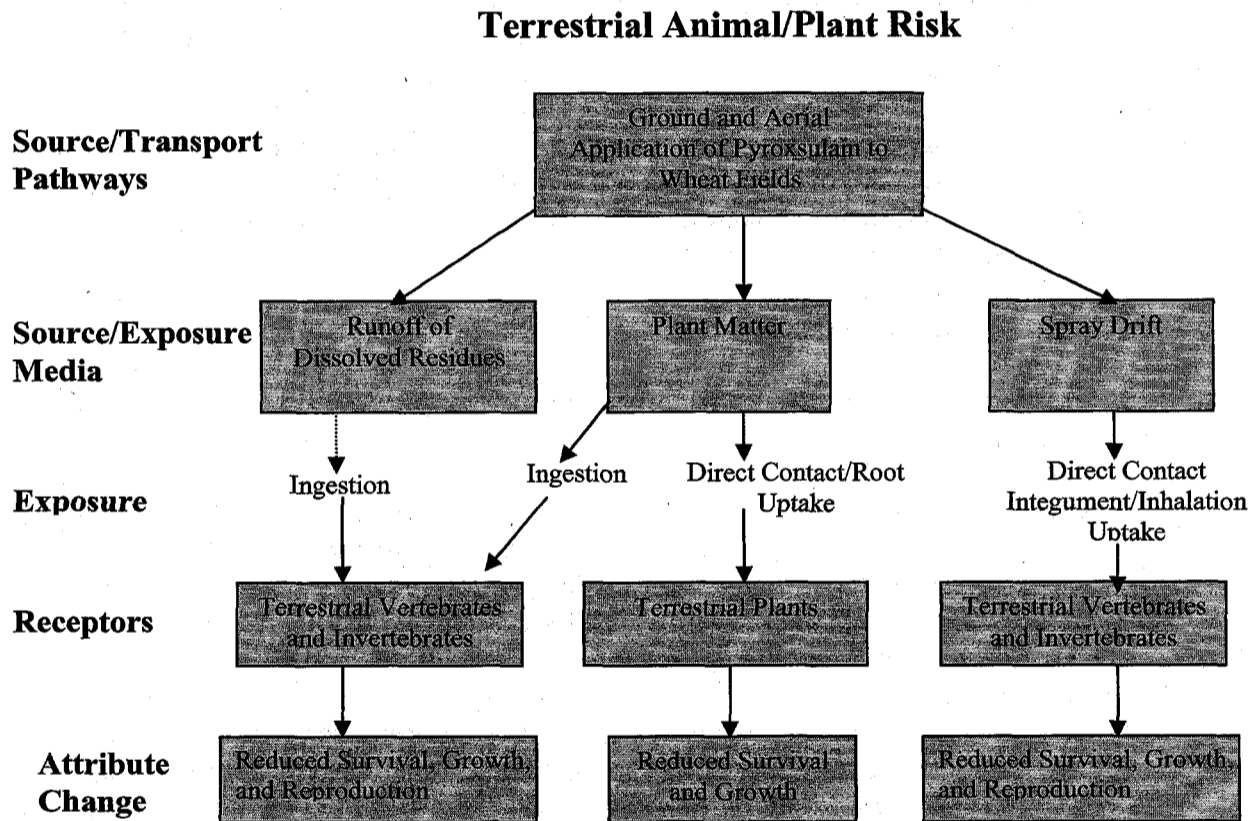 Terrestrial Animal/Plant Risk
Source/Transport
Pathways
Ground and Aerial
Application of Pyroxsulam to
Wheat Fields
Source/Exposure
Media
Runoff of
Dissolved Residues
Plant Matter
Spray Drift
Exposure
Ingestion
Ingestion
Direct Contact/Root
Uptake
Direct Contact
Integument/Inhalation
Uptake
Receptors
Terrestrial Vertebrates
and Invertebrates
Terrestrial Plants
Terrestrial Vertebrates
and Invertebrates
Attribute
Change
Reduced Survival, Growth,
and Reproduction
Reduced Survival
and Growth
Reduced Survival, Growth,
and Reproduction